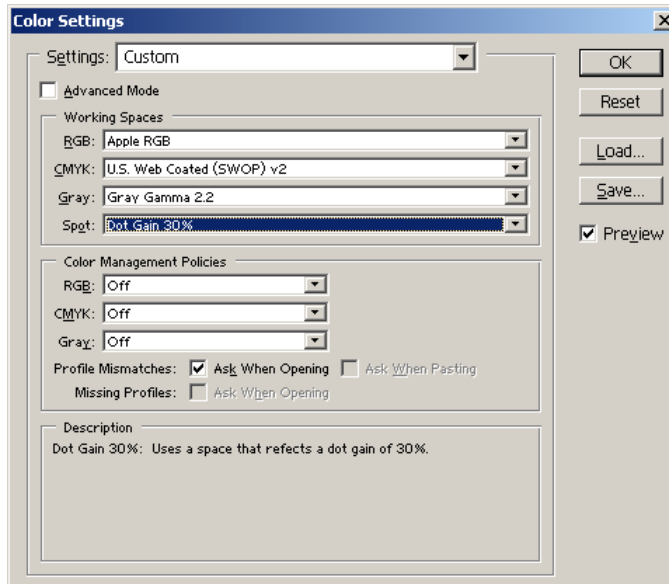 Color Settings
Settings: Custom
OK
Advanced Mode
Reset
Working Spaces
RGB: Apple RGB
Load...
CMYK: U.S. Web Coated (SWOP) v2
Save...
Gray: Gray Gamma 2.2
Spot: Dot Gain 30%
Preview
Color Management Policies
RGB: Off
CMYK: Off
Gray: Off
Profile Mismatches: Ask When Opening Ask When Pasting
Missing Profiles: Ask When Opening
Description
Dot Gain 30%: Uses a space that refects a dot gain of 30%.